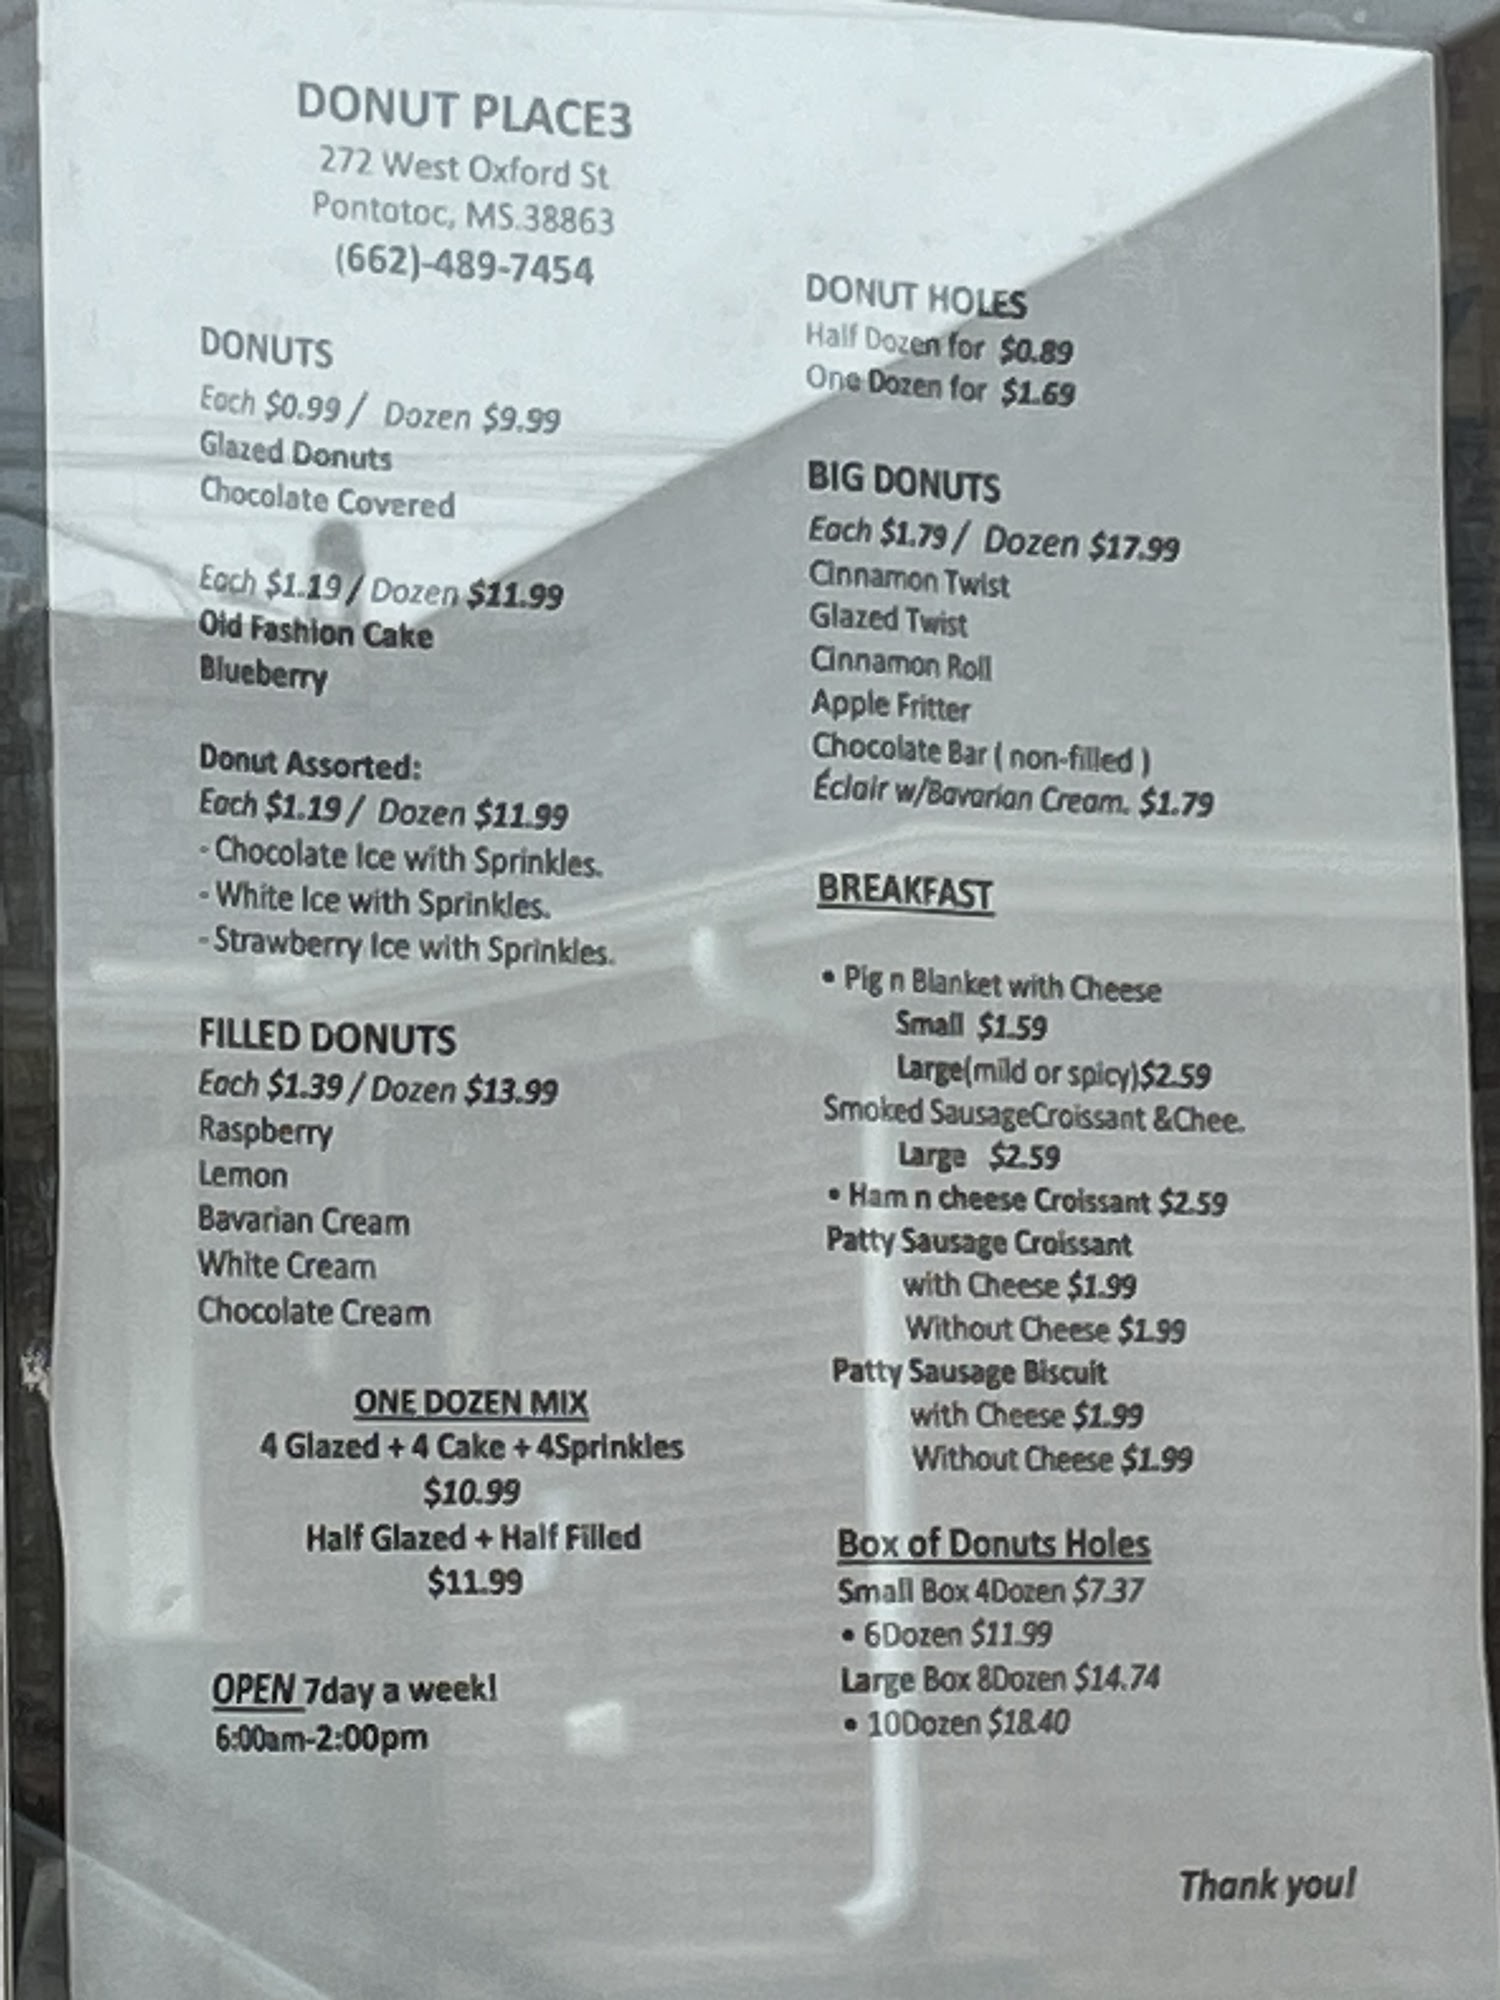 DONUT PLACE3
272 West Oxford St
Pontotoc, MS.38863
(662)-489-7454
DONUTS
Each $0.99 / Dozen $9.99
Glazed Donuts
Chocolate Covered
Each $1.19 / Dozen $11.99
Old Fashion Cake
Blueberry
Donut Assorted:
Each $1.19 / Dozen $11.99
- Chocolate Ice with Sprinkles.
- White Ice with Sprinkles.
- Strawberry Ice with Sprinkles.
FILLED DONUTS
Each $1.39 / Dozen $13.99
Raspberry
Lemon
Bavarian Cream
White Cream
Chocolate Cream
ONE DOZEN MIX
4 Glazed + 4 Cake + 4Sprinkles
$10.99
Half Glazed + Half Filled
$11.99
OPEN 7day a week!
6:00am-2:00pm
DONUT HOLES
Half Dozen for $0.89
One Dozen for $1.69
BIG DONUTS
Each $1.79 / Dozen $17.99
Cinnamon Twist
Glazed Twist
Cinnamon Roll
Apple Fritter
Chocolate Bar ( non-filled )
Éclair w/Bavarian Cream. $1.79
BREAKFAST
• Pig n Blanket with Cheese
Small $1.59
Large(mild or spicy)$2.59
Smoked SausageCroissant &Chee.
Large $2.59
• Ham n cheese Croissant $2.59
Patty Sausage Croissant
with Cheese $1.99
Without Cheese $1.99
Patty Sausage Biscuit
with Cheese $1.99
Without Cheese $1.99
Box of Donuts Holes
Small Box 4Dozen $7.37
• 6Dozen $11.99
Large Box 8Dozen $14.74
• 10Dozen $18.40
Thank you!